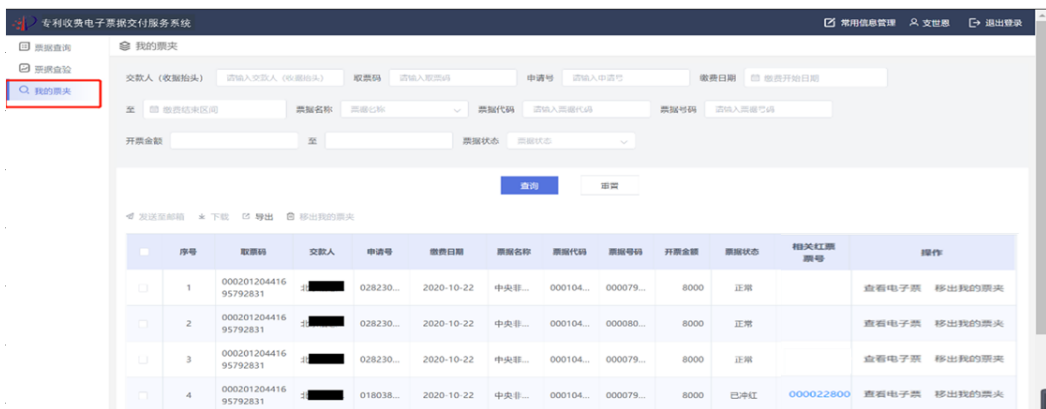 专利收费电子票据交付服务系统
常用信息管理 支世恩 退出登录
票据查询
票据查验
我的票夹
我的票夹
交款人（收据抬头） 请输入交款人（收据抬头） 取票码 请输入取票码 申请号 请输入申请号 缴费日期 缴费开始日期
至 缴费结束区间 票据名称 票据名称 票据代码 请输入票据代码 票据号码 请输入票据号码
开票金额 至 票据状态 票据状态
查询 重置
发送至邮箱 下载 导出 移出我的票夹
序号 取票码 交款人 申请号 缴费日期 票据名称 票据代码 票据号码 开票金额 票据状态 相关红票 操作
票号
1 000201204416 北 028230... 2020-10-22 中央非... 000104... 000079... 8000 正常 查看电子票 移出我的票夹
95792831
2 000201204416 北 028230... 2020-10-22 中央非... 000104... 000080... 8000 正常 查看电子票 移出我的票夹
95792831
3 000201204416 北 028230... 2020-10-22 中央非... 000104... 000079... 8000 正常 查看电子票 移出我的票夹
95792831
4 000201204416 北 018038... 2020-10-22 中央非... 000104... 000079... 8000 已冲红 000022800 查看电子票 移出我的票夹
95792831